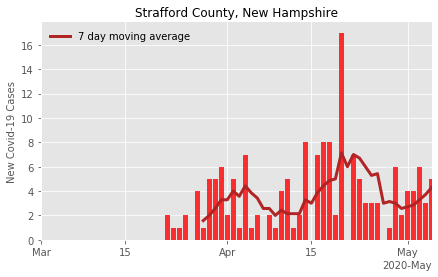 Strafford County, New Hampshire
7 day moving average
New Covid-19 Cases
16
14
12
10
8
6
4
2
0
Mar 15 Apr 15 May
2020-May